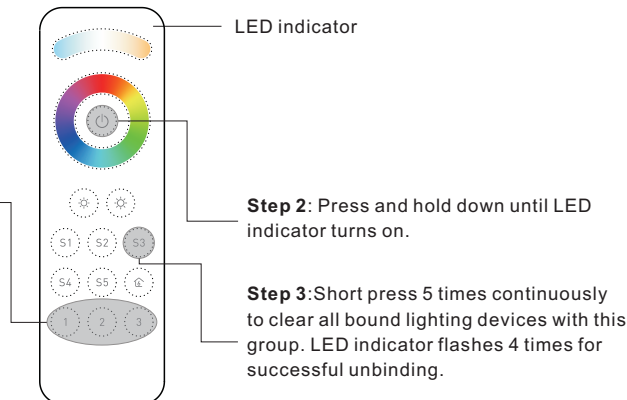 LED indicator
Step 2: Press and hold down until LED
indicator turns on.
S1 S2 S3
S4 S5
1 2 3
Step 3:Short press 5 times continuously
to clear all bound lighting devices with this
group. LED indicator flashes 4 times for
successful unbinding.